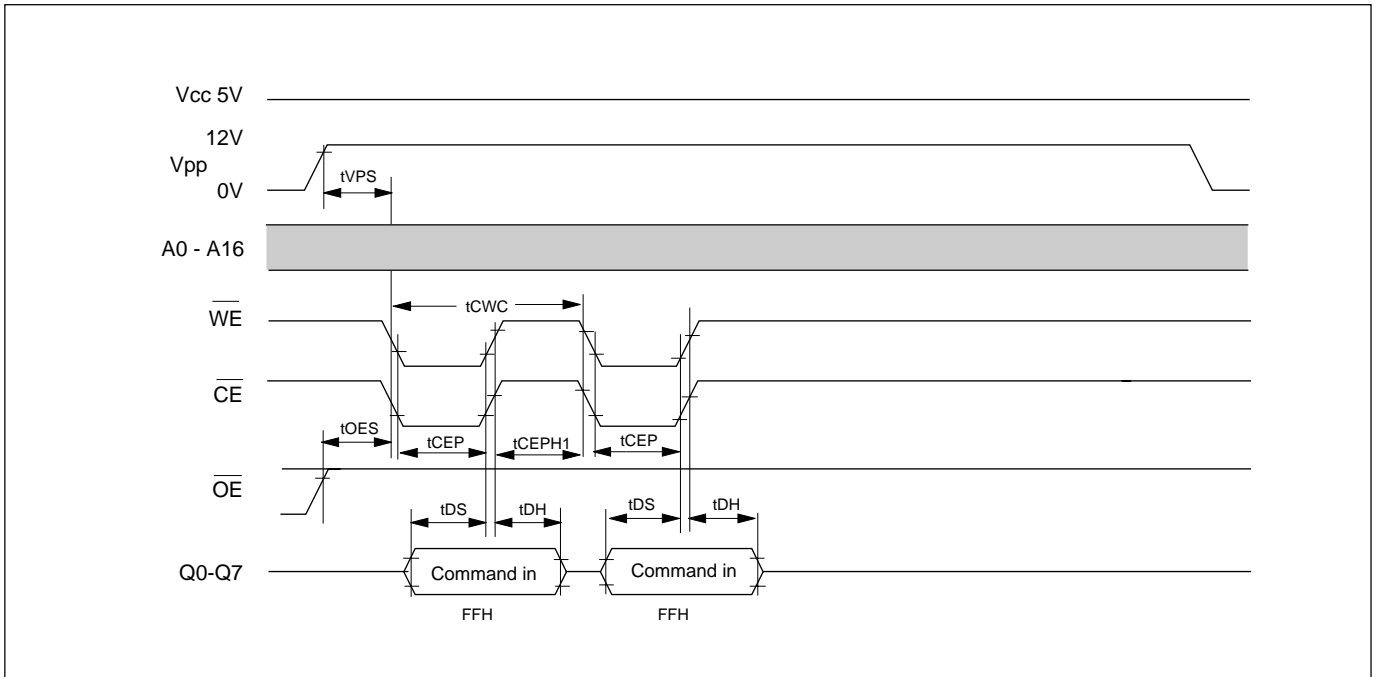 Vcc 5V
12V
Vpp
tVPS
0V
A0 - A16
tCWC
WE
CE
tOES
tCEP
tCEPH1
tCEP
OE
tDS
tDH
tDS
tDH
Q0-Q7
Command in
Command in
FFH
FFH